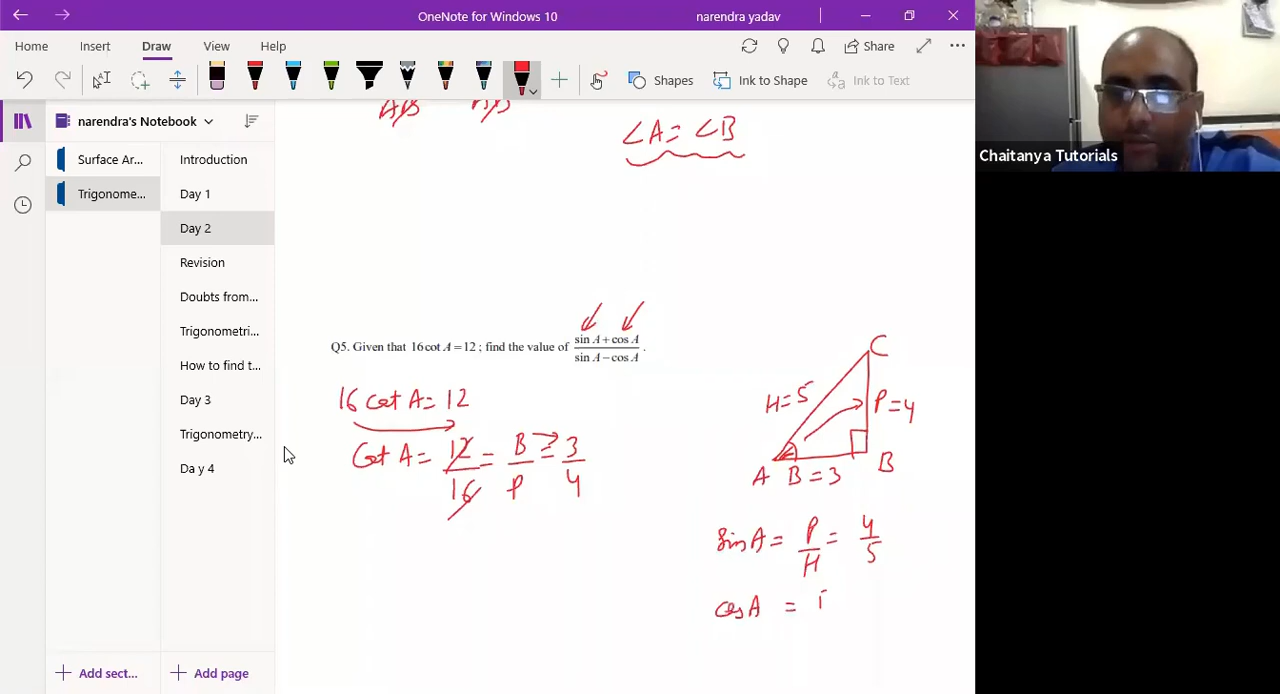 OneNote for Windows 10
narendra yadav
Home Insert Draw View Help
Share
Shapes Ink to Shape Ink to Text
narendra's Notebook
Surface Ar...
Trigonome...
Introduction
Day 1
Day 2
Revision
Doubts from...
Trigonometri...
How to find t...
Day 3
Trigonometry...
Da y 4
Add sect...
Add page
∠A = ∠B
Q5. Given that 16 cot A = 12 ; find the value of (sin A + cos A)/(sin A − cos A).
16 cot A = 12
Cot A = 12/16 = B/P = 3/4
C
H = 5
P = 4
A B = 3 B
Sin A = P/H = 4/5
cos A =
Chaitanya Tutorials